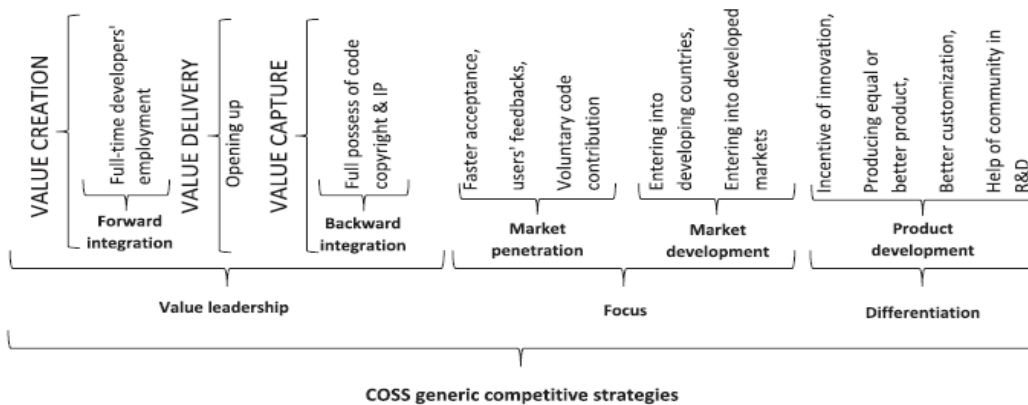 VALUE CREATION
Full-time developers'
employment
VALUE DELIVERY
Opening up
VALUE CAPTURE
Full possess of code
copyright & IP
Faster acceptance,
users' feedbacks,
Voluntary code
contribution
Entering into
developing countries,
Entering into developed
markets
Incentive of innovation,
Producing equal or
better product,
Better customization,
Help of community in
R&D
Forward
integration
Backward
integration
Market
penetration
Market
development
Product
development
Value leadership
Focus
Differentiation
COSS generic competitive strategies